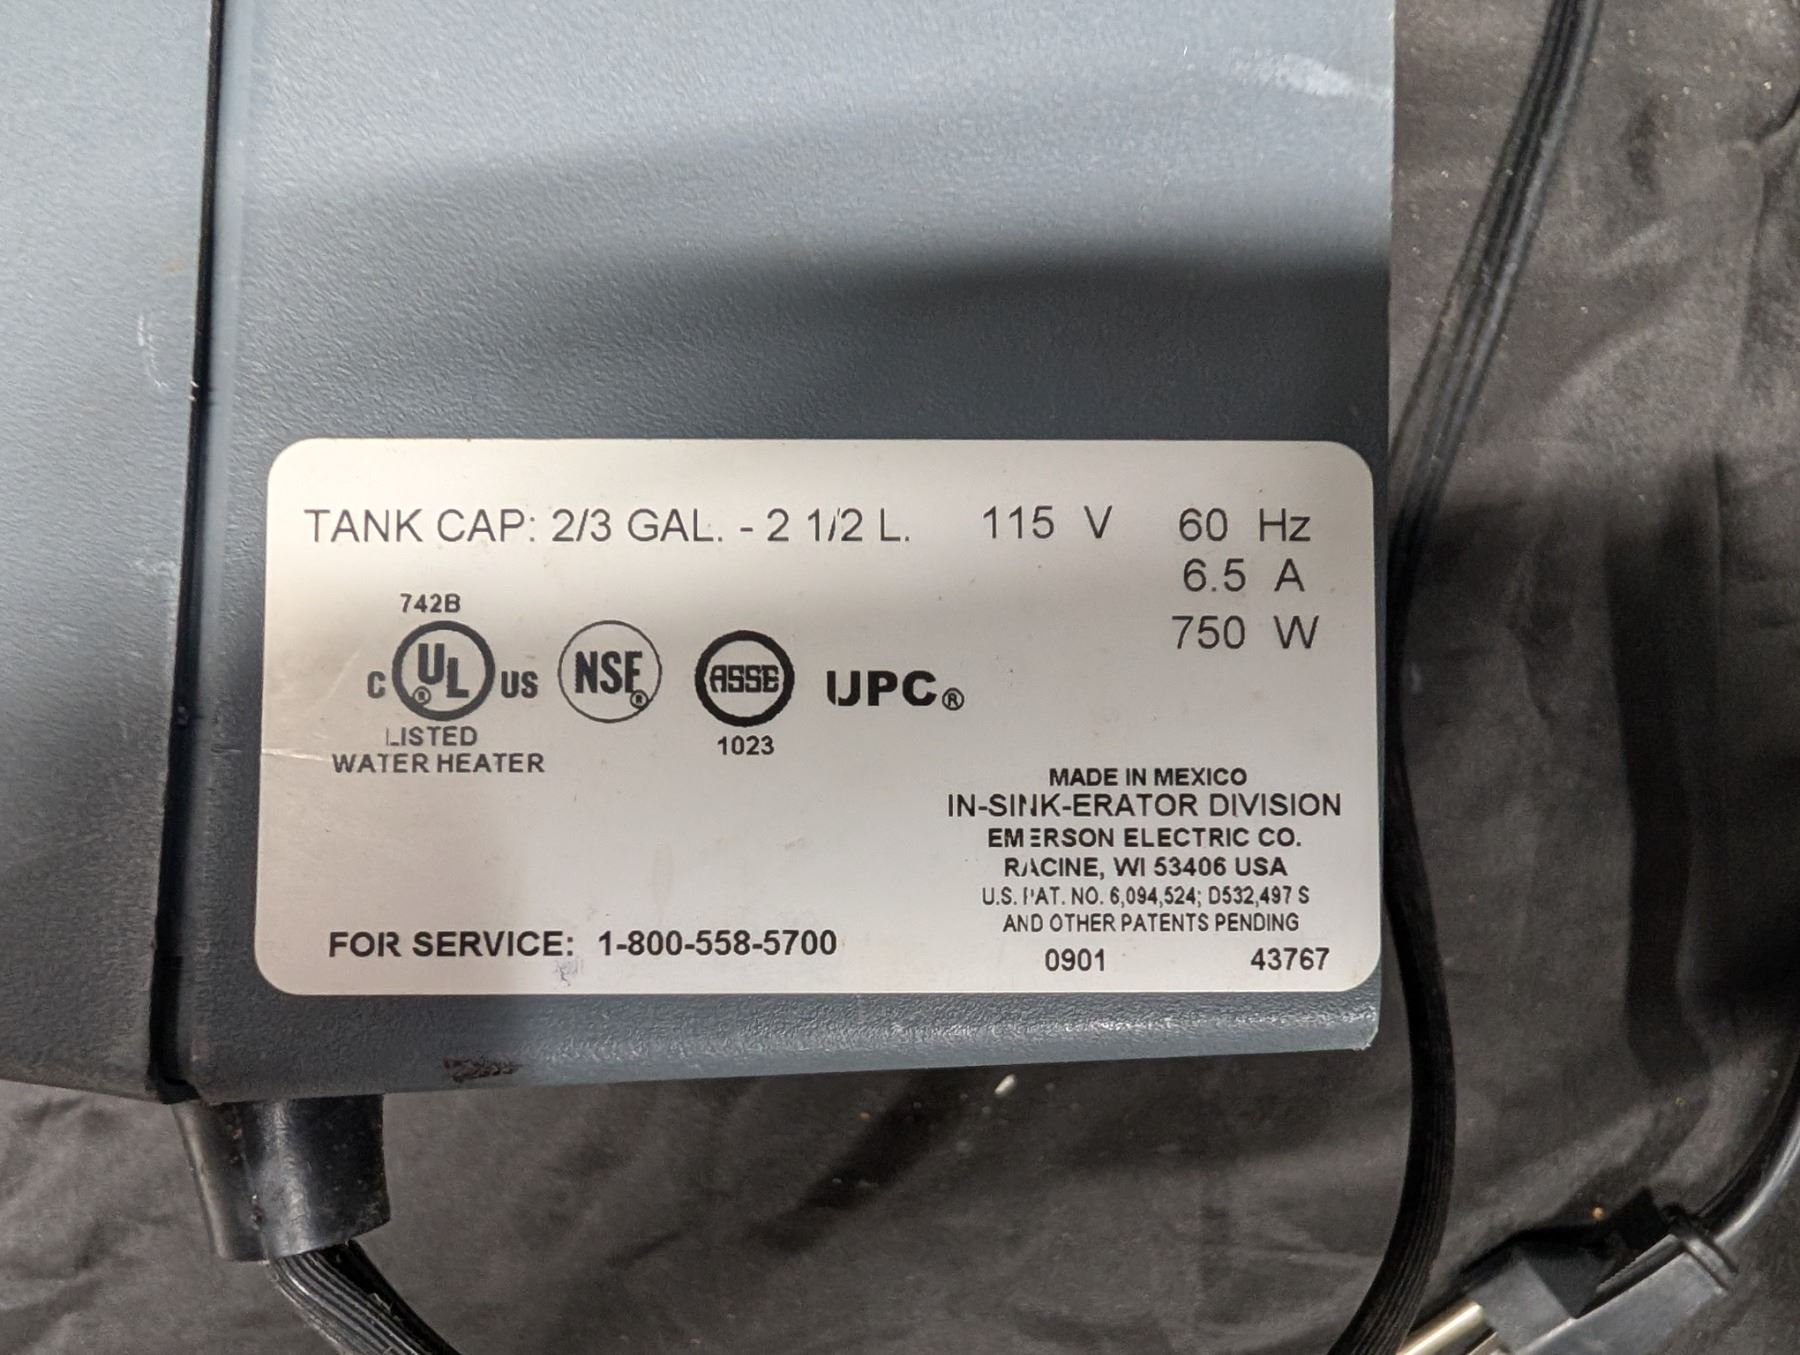 TANK CAP: 2/3 GAL. - 2 1/2 L. 115 V 60 Hz
6.5 A
750 W
742B
C UL® US NSF® ASSE UPC®
LISTED
WATER HEATER
1023
MADE IN MEXICO
IN-SINK-ERATOR DIVISION
EMERSON ELECTRIC CO.
RACINE, WI 53406 USA
U.S. PAT. NO. 6,094,524; D532,497 S
AND OTHER PATENTS PENDING
FOR SERVICE: 1-800-558-5700
0901 43767